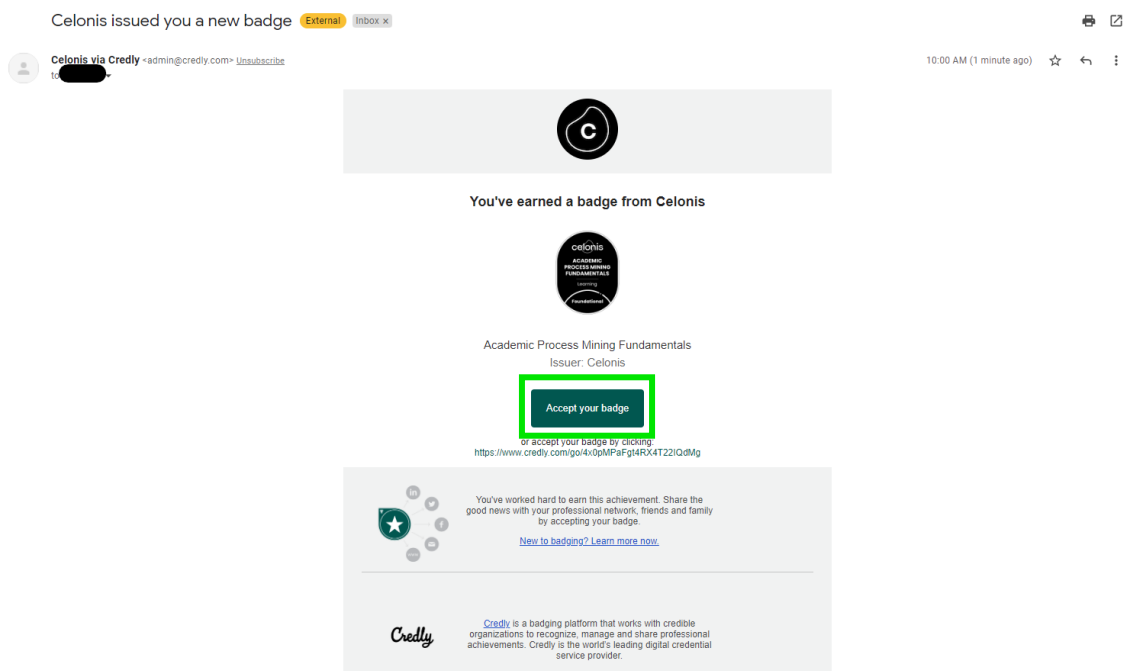 Celonis issued you a new badge External Inbox x
Celonis via Credly <admin@credly.com> Unsubscribe
10:00 AM (1 minute ago)
to
C
You've earned a badge from Celonis
celonis
ACADEMIC
PROCESS MINING
FUNDAMENTALS
Learning
Foundational
Academic Process Mining Fundamentals
Issuer: Celonis
Accept your badge
or accept your badge by clicking:
https://www.credly.com/go/4x0pMPaFgt4RX4T22IQdMg
in
f
You've worked hard to earn this achievement. Share the
good news with your professional network, friends and family
by accepting your badge.
New to badging? Learn more now.
Credly
Credly is a badging platform that works with credible
organizations to recognize, manage and share professional
achievements. Credly is the world's leading digital credential
service provider.